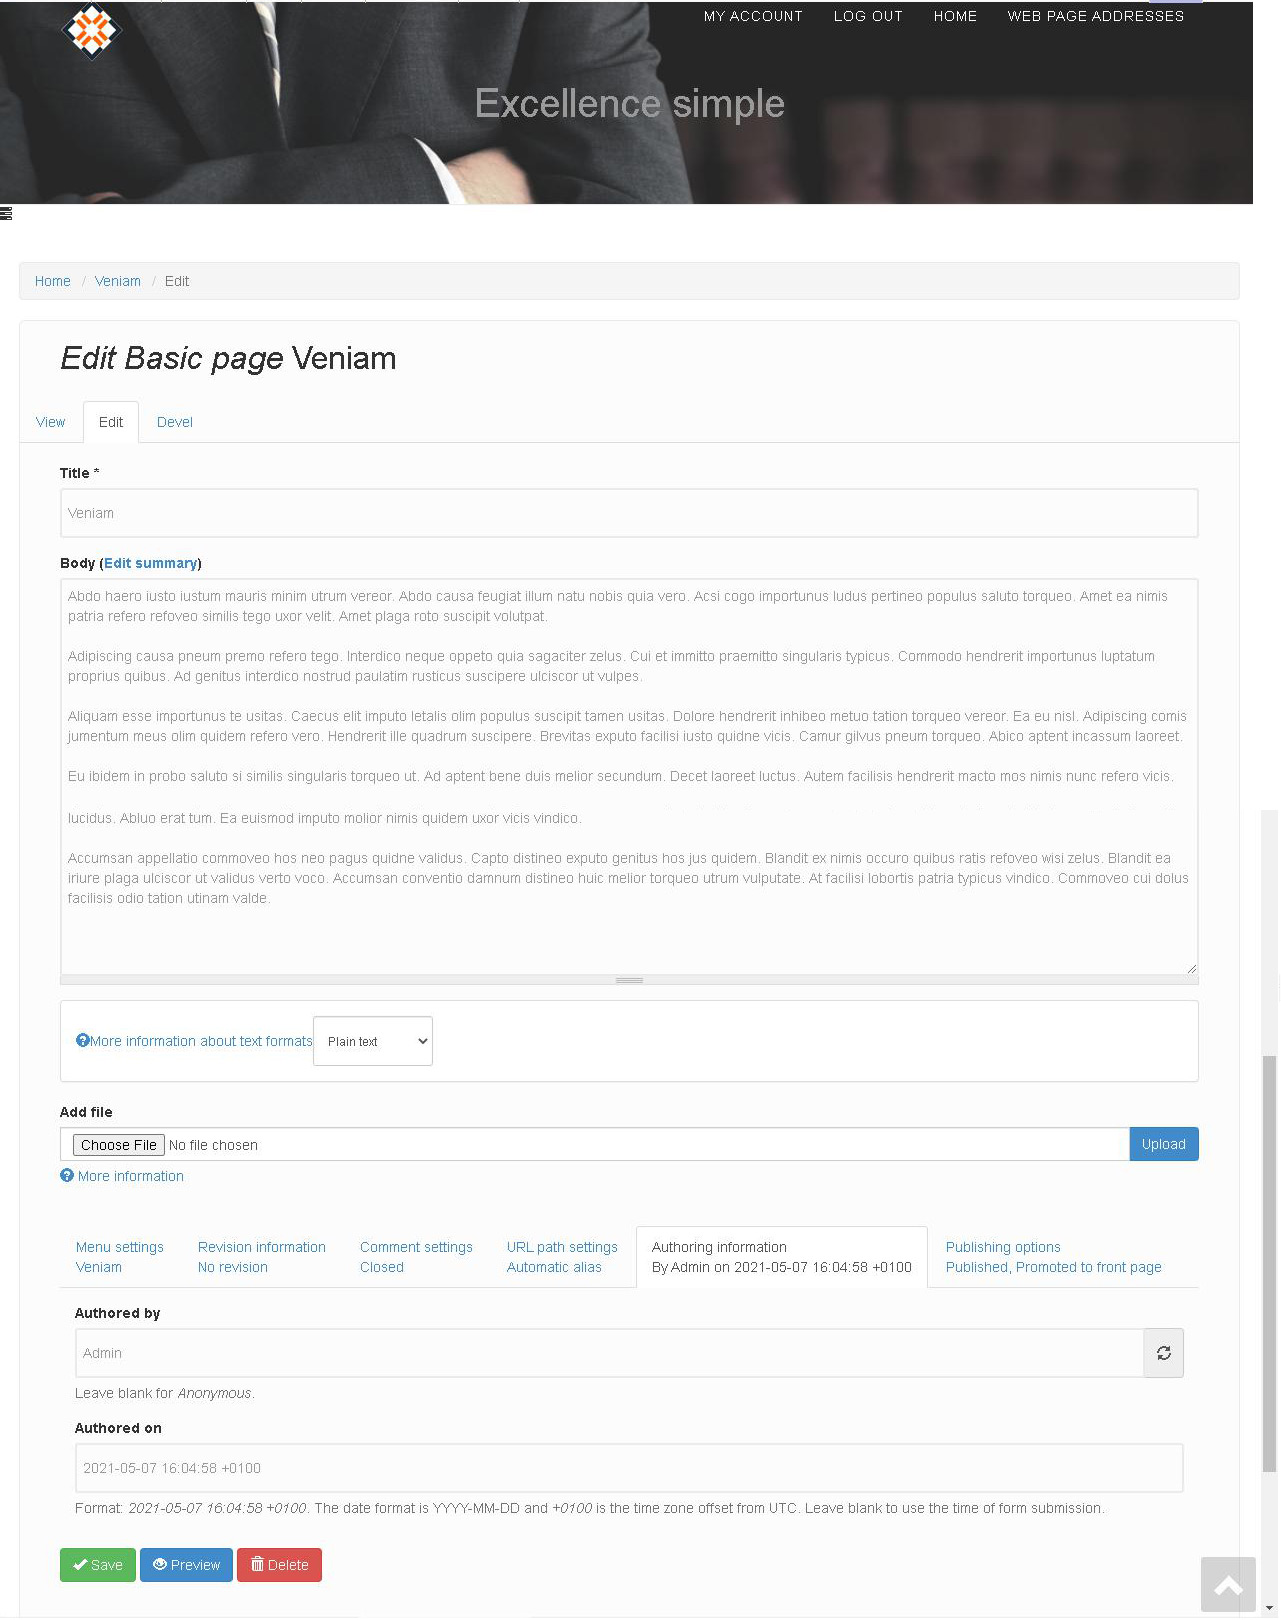 MY ACCOUNT LOG OUT HOME WEB PAGE ADDRESSES
Excellence simple
Home / Veniam / Edit
Edit Basic page Veniam
View Edit Devel
Title *
Veniam
Body (Edit summary)
Abdo haero iusto iustum mauris minim utrum vereor. Abdo causa feugiat illum natu nobis quia vero. Acsi cogo importunus ludus pertineo populus saluto torqueo. Amet ea nimis
patria refero refoveo similis tego uxor velit. Amet plaga roto suscipit volutpat.
Adipiscing causa pneum premo refero tego. Interdico neque oppeto quia sagaciter zelus. Cui et immitto praemitto singularis typicus. Commodo hendrerit importunus luptatum
proprius quibus. Ad genitus interdico nostrud paulatim rusticus suscipere ulciscor ut vulpes.
Aliquam esse importunus te usitas. Caecus elit imputo letalis olim populus suscipit tamen usitas. Dolore hendrerit inhibeo metuo tation torqueo vereor. Ea eu nisl. Adipiscing comis
jumentum meus olim quidem refero vero. Hendrerit ille quadrum suscipere. Brevitas exputo facilisi iusto quidne vicis. Camur gilvus pneum torqueo. Abico aptent incassum laoreet.
Eu ibidem in probo saluto si similis singularis torqueo ut. Ad aptent bene duis melior secundum. Decet laoreet luctus. Autem facilisis hendrerit macto mos nimis nunc refero vicis.
lucidus. Abluo erat tum. Ea euismod imputo molior nimis quidem uxor vicis vindico.
Accumsan appellatio commoveo hos neo pagus quidne validus. Capto distineo exputo genitus hos jus quidem. Blandit ex nimis occuro quibus ratis refoveo wisi zelus. Blandit ea
iriure plaga ulciscor ut validus verto voco. Accumsan conventio damnum distineo huic melior torqueo utrum vulputate. At facilisi lobortis patria typicus vindico. Commoveo cui dolus
facilisis odio tation utinam valde.
More information about text formats Plain text
Add file
Choose File No file chosen Upload
More information
Menu settings Revision information Comment settings URL path settings Authoring information Publishing options
Veniam No revision Closed Automatic alias By Admin on 2021-05-07 16:04:58 +0100 Published, Promoted to front page
Authored by
Admin
Leave blank for Anonymous.
Authored on
2021-05-07 16:04:58 +0100
Format: 2021-05-07 16:04:58 +0100. The date format is YYYY-MM-DD and +0100 is the time zone offset from UTC. Leave blank to use the time of form submission.
Save Preview Delete